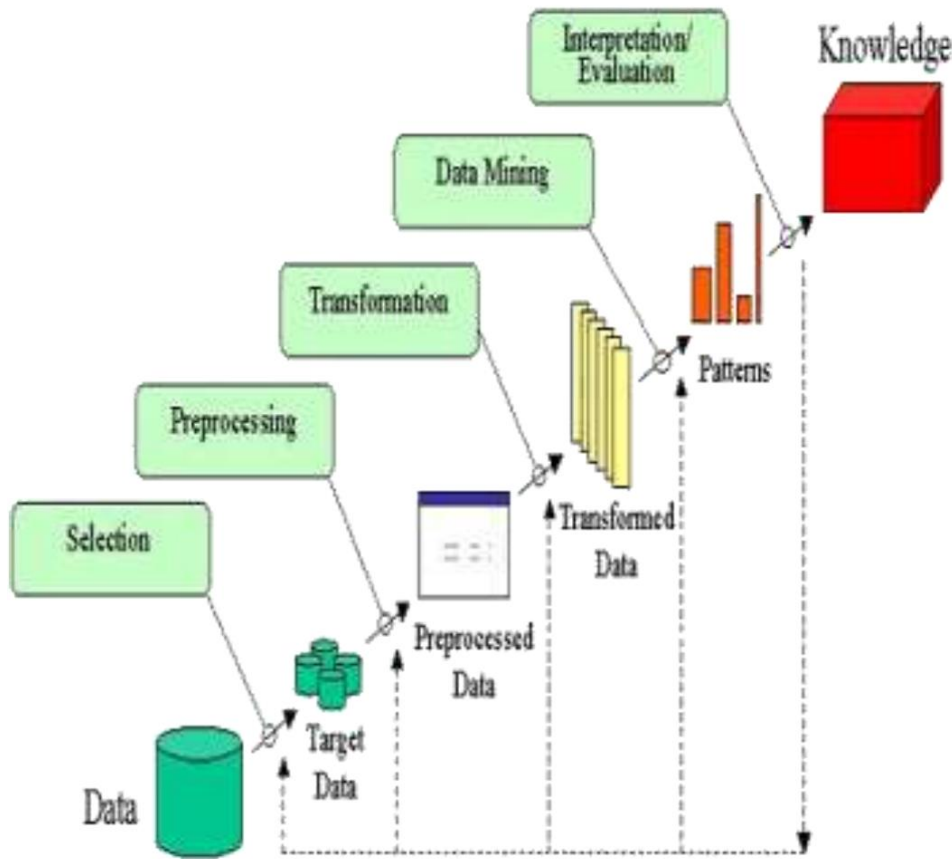 Interpretation/
Evaluation
Knowledge
Data Mining
Transformation
Patterns
Preprocessing
Transformed
Data
Selection
Preprocessed
Data
Target
Data
Data